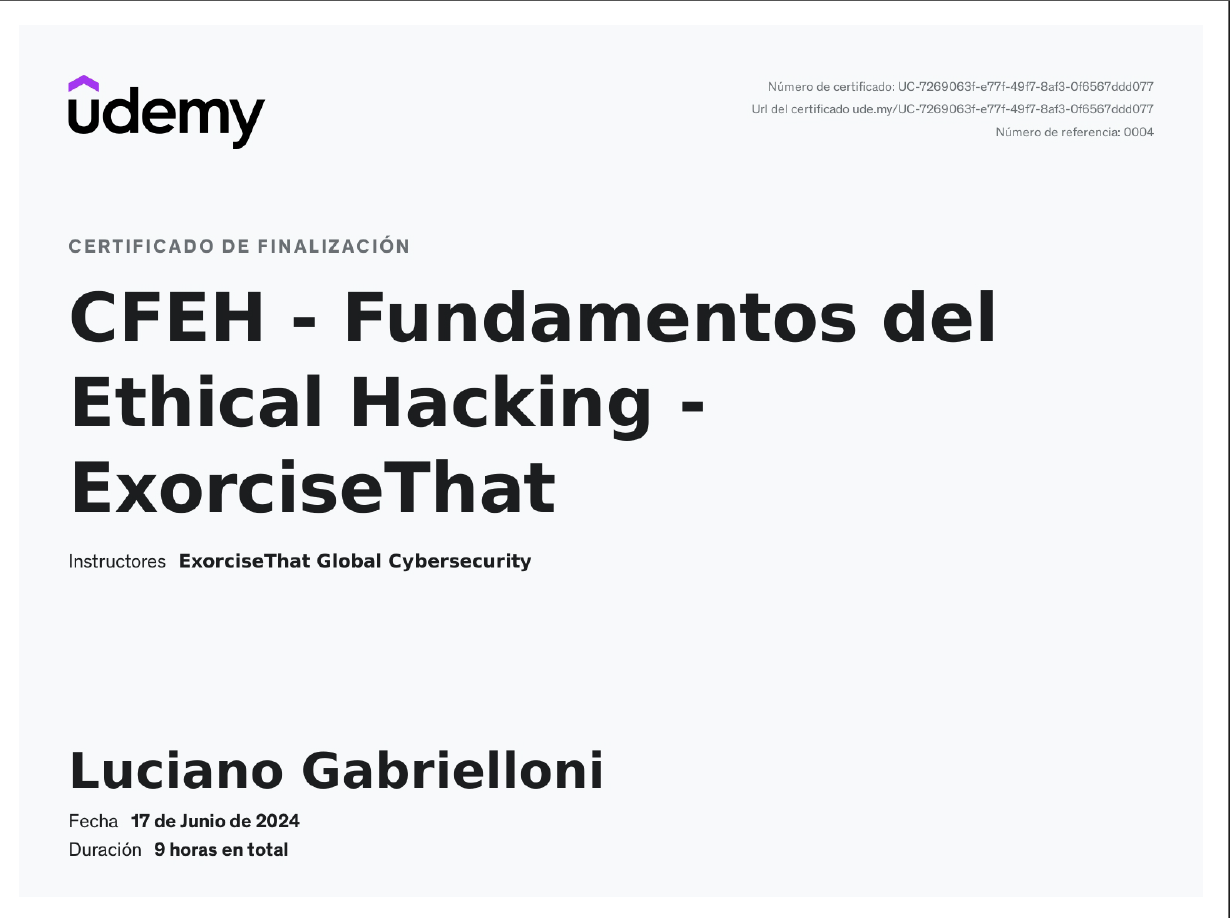 udemy
Número de certificado: UC-7269063f-e77f-49f7-8af3-0f6567ddd077
Url del certificado ude.my/UC-7269063f-e77f-49f7-8af3-0f6567ddd077
Número de referencia: 0004
CERTIFICADO DE FINALIZACIÓN
CFEH - Fundamentos del
Ethical Hacking -
ExorciseThat
Instructores ExorciseThat Global Cybersecurity
Luciano Gabrielloni
Fecha 17 de Junio de 2024
Duración 9 horas en total